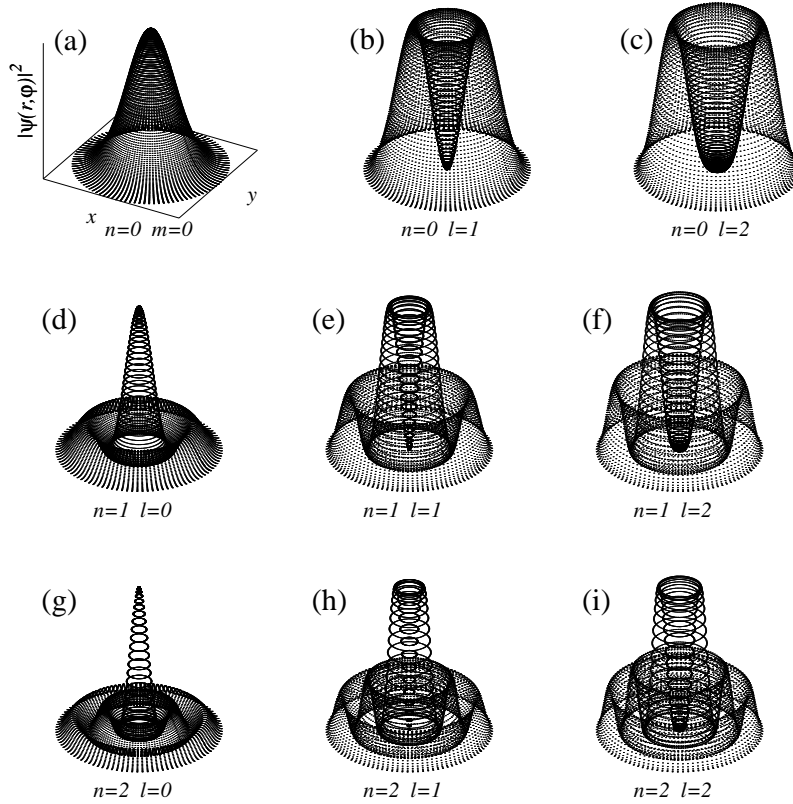 (a)
(b)
(c)
|ψ(r,φ)|²
x
y
n=0 m=0
n=0 l=1
n=0 l=2
(d)
(e)
(f)
n=1 l=0
n=1 l=1
n=1 l=2
(g)
(h)
(i)
n=2 l=0
n=2 l=1
n=2 l=2